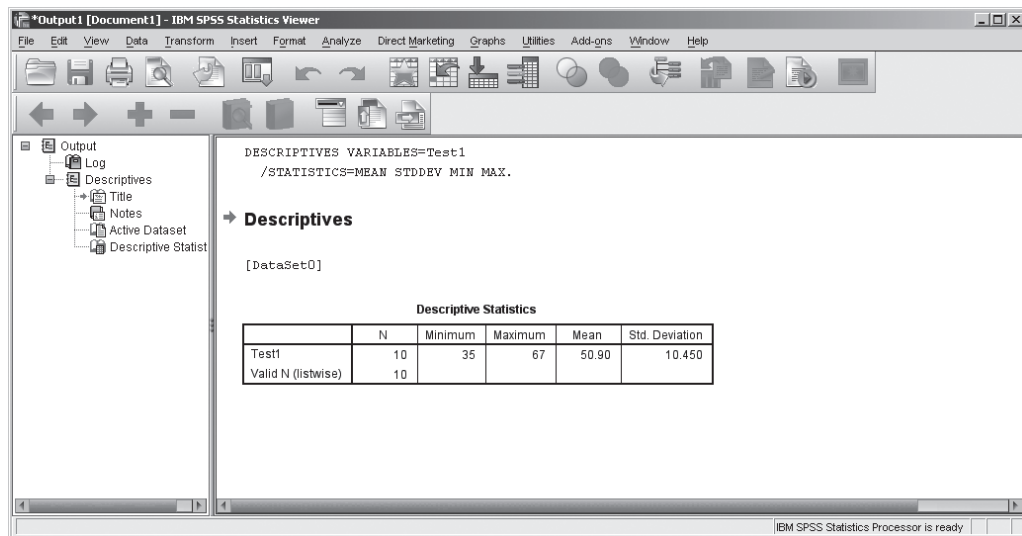 *Output1 [Document1] - IBM SPSS Statistics Viewer
File Edit View Data Transform Insert Format Analyze Direct Marketing Graphs Utilities Add-ons Window Help
Output
Log
Descriptives
Title
Notes
Active Dataset
Descriptive Statist
DESCRIPTIVES VARIABLES=Test1
/STATISTICS=MEAN STDDEV MIN MAX.
Descriptives
[DataSet0]
Descriptive Statistics
N Minimum Maximum Mean Std. Deviation
Test1 10 35 67 50.90 10.450
Valid N (listwise) 10
IBM SPSS Statistics Processor is ready